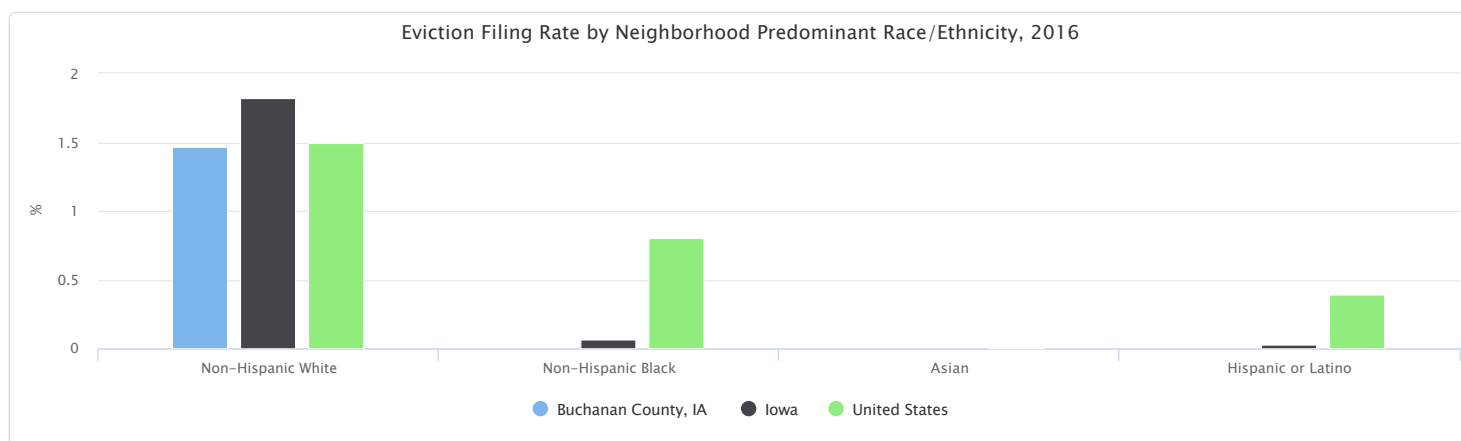 Eviction Filing Rate by Neighborhood Predominant Race/Ethnicity, 2016
2
1.5
1
0.5
0
%
Non-Hispanic White Non-Hispanic Black Asian Hispanic or Latino
Buchanan County, IA Iowa United States